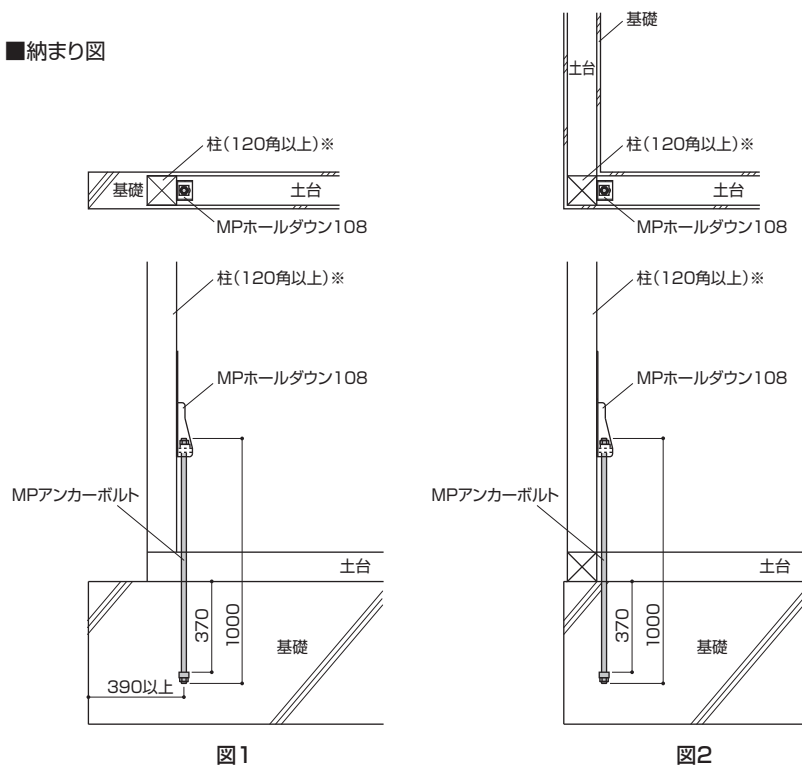 ■納まり図
柱(120角以上)※
基礎
土台
MPホールダウン108
柱(120角以上)※
MPホールダウン108
MPアンカーボルト
土台
370
1000
基礎
390以上
図1
基礎
土台
柱(120角以上)※
土台
MPホールダウン108
柱(120角以上)※
MPホールダウン108
MPアンカーボルト
土台
370
1000
基礎
図2